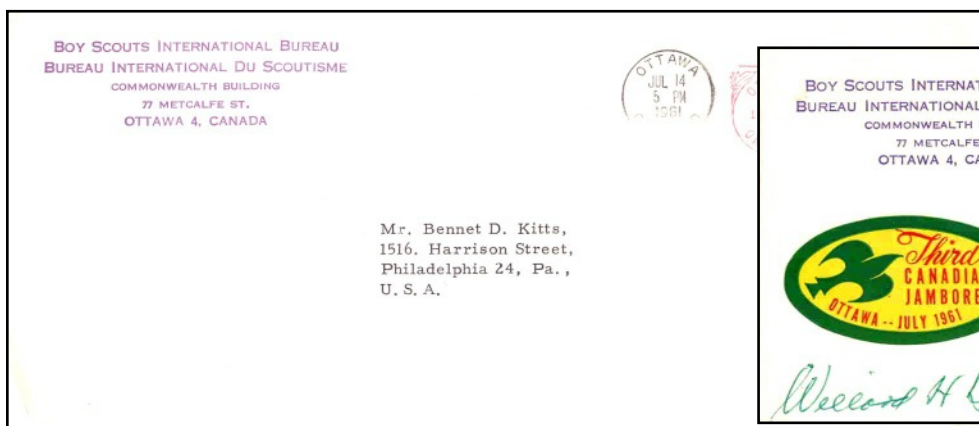 BOY SCOUTS INTERNATIONAL BUREAU
BUREAU INTERNATIONAL DU SCOUTISME
COMMONWEALTH BUILDING
77 METCALFE ST.
OTTAWA 4, CANADA
OTTAWA
JUL 14
5 PM
1961
Mr. Bennet D. Kitts,
1516. Harrison Street,
Philadelphia 24, Pa.,
U. S. A.
BOY SCOUTS INTERNAT
BUREAU INTERNATIONAL
COMMONWEALTH
77 METCALFE
OTTAWA 4, CA
Third
CANADIA
JAMBORE
OTTAWA -- JULY 1961
Willard H